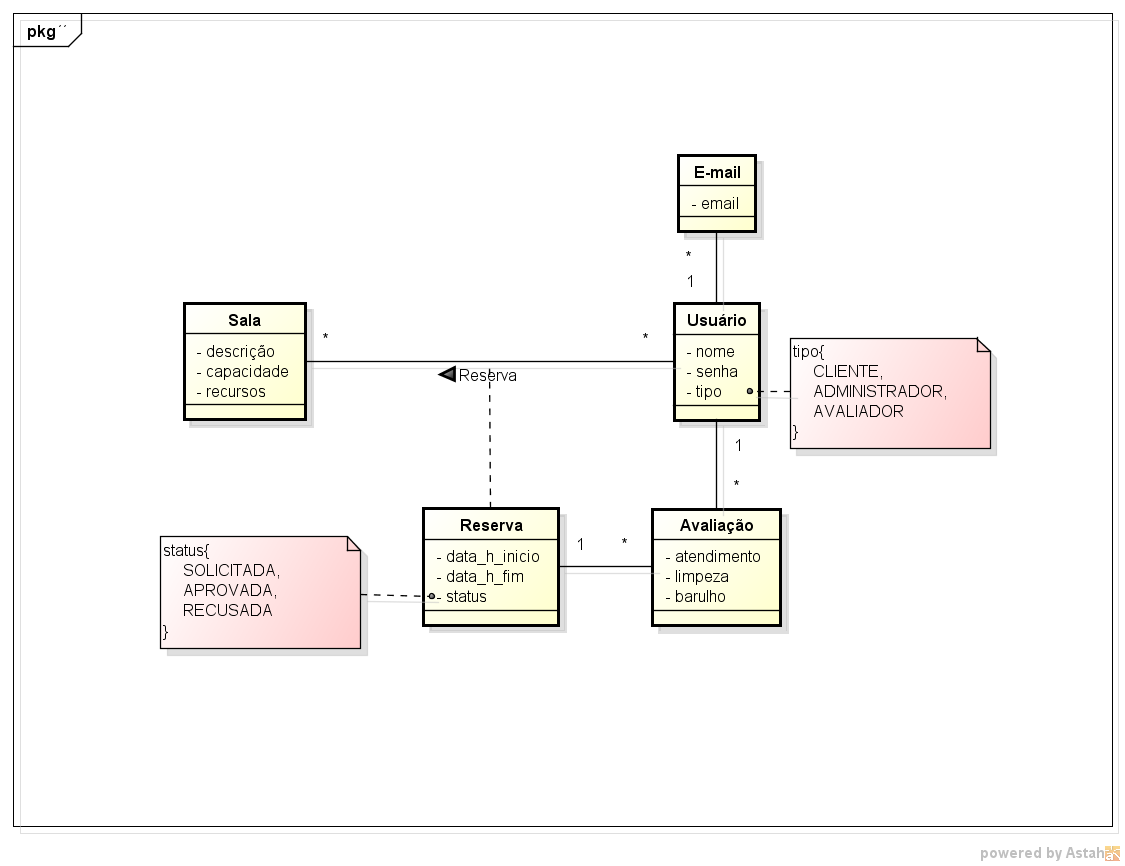 pkg ´´
E-mail
- email
*
1
Sala
- descrição
- capacidade
- recursos
*
*
Reserva
Usuário
- nome
- senha
- tipo
tipo{
CLIENTE,
ADMINISTRADOR,
AVALIADOR
}
1
*
status{
SOLICITADA,
APROVADA,
RECUSADA
}
Reserva
- data_h_inicio
- data_h_fim
- status
1
*
Avaliação
- atendimento
- limpeza
- barulho
powered by Astah